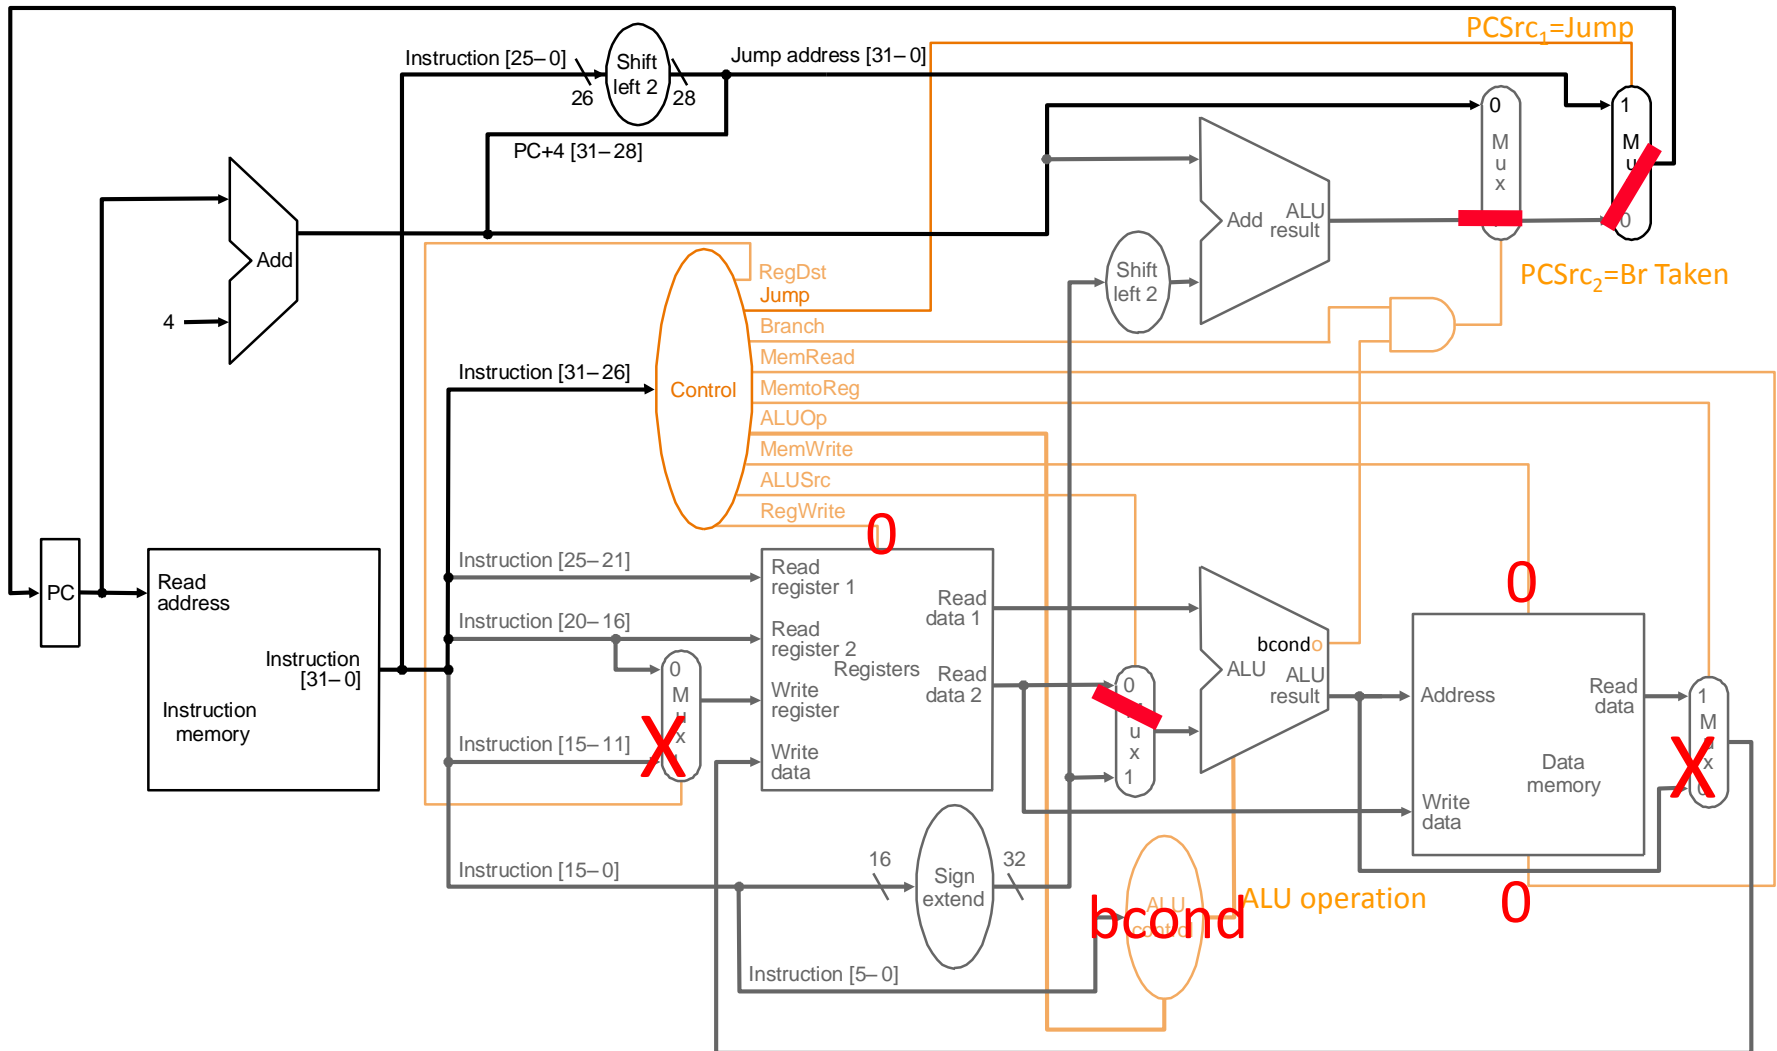 PCSrc1=Jump
Instruction [25–0]
Shift
left 2
Jump address [31–0]
26
28
PC+4 [31–28]
0
M
u
x
1
M
u
0
Add
ALU
result
Add
4
Shift
left 2
PCSrc2=Br Taken
RegDst
Jump
Branch
MemRead
MemtoReg
ALUOp
MemWrite
ALUSrc
RegWrite
Instruction [31–26]
Control
0
PC
Read
address
Instruction
[31–0]
Instruction
memory
Instruction [25–21]
Instruction [20–16]
Instruction [15–11]
Instruction [15–0]
Instruction [5–0]
0
M
u
x
X
Read
register 1
Read
register 2
Registers
Write
register
Write
data
Read
data 1
Read
data 2
0
u
x
1
bcond
ALU
ALU
result
0
Address
Read
data
Data
memory
Write
data
0
1
M
u
x
0
X
16
Sign
extend
32
ALU
control
bcond
ALU operation